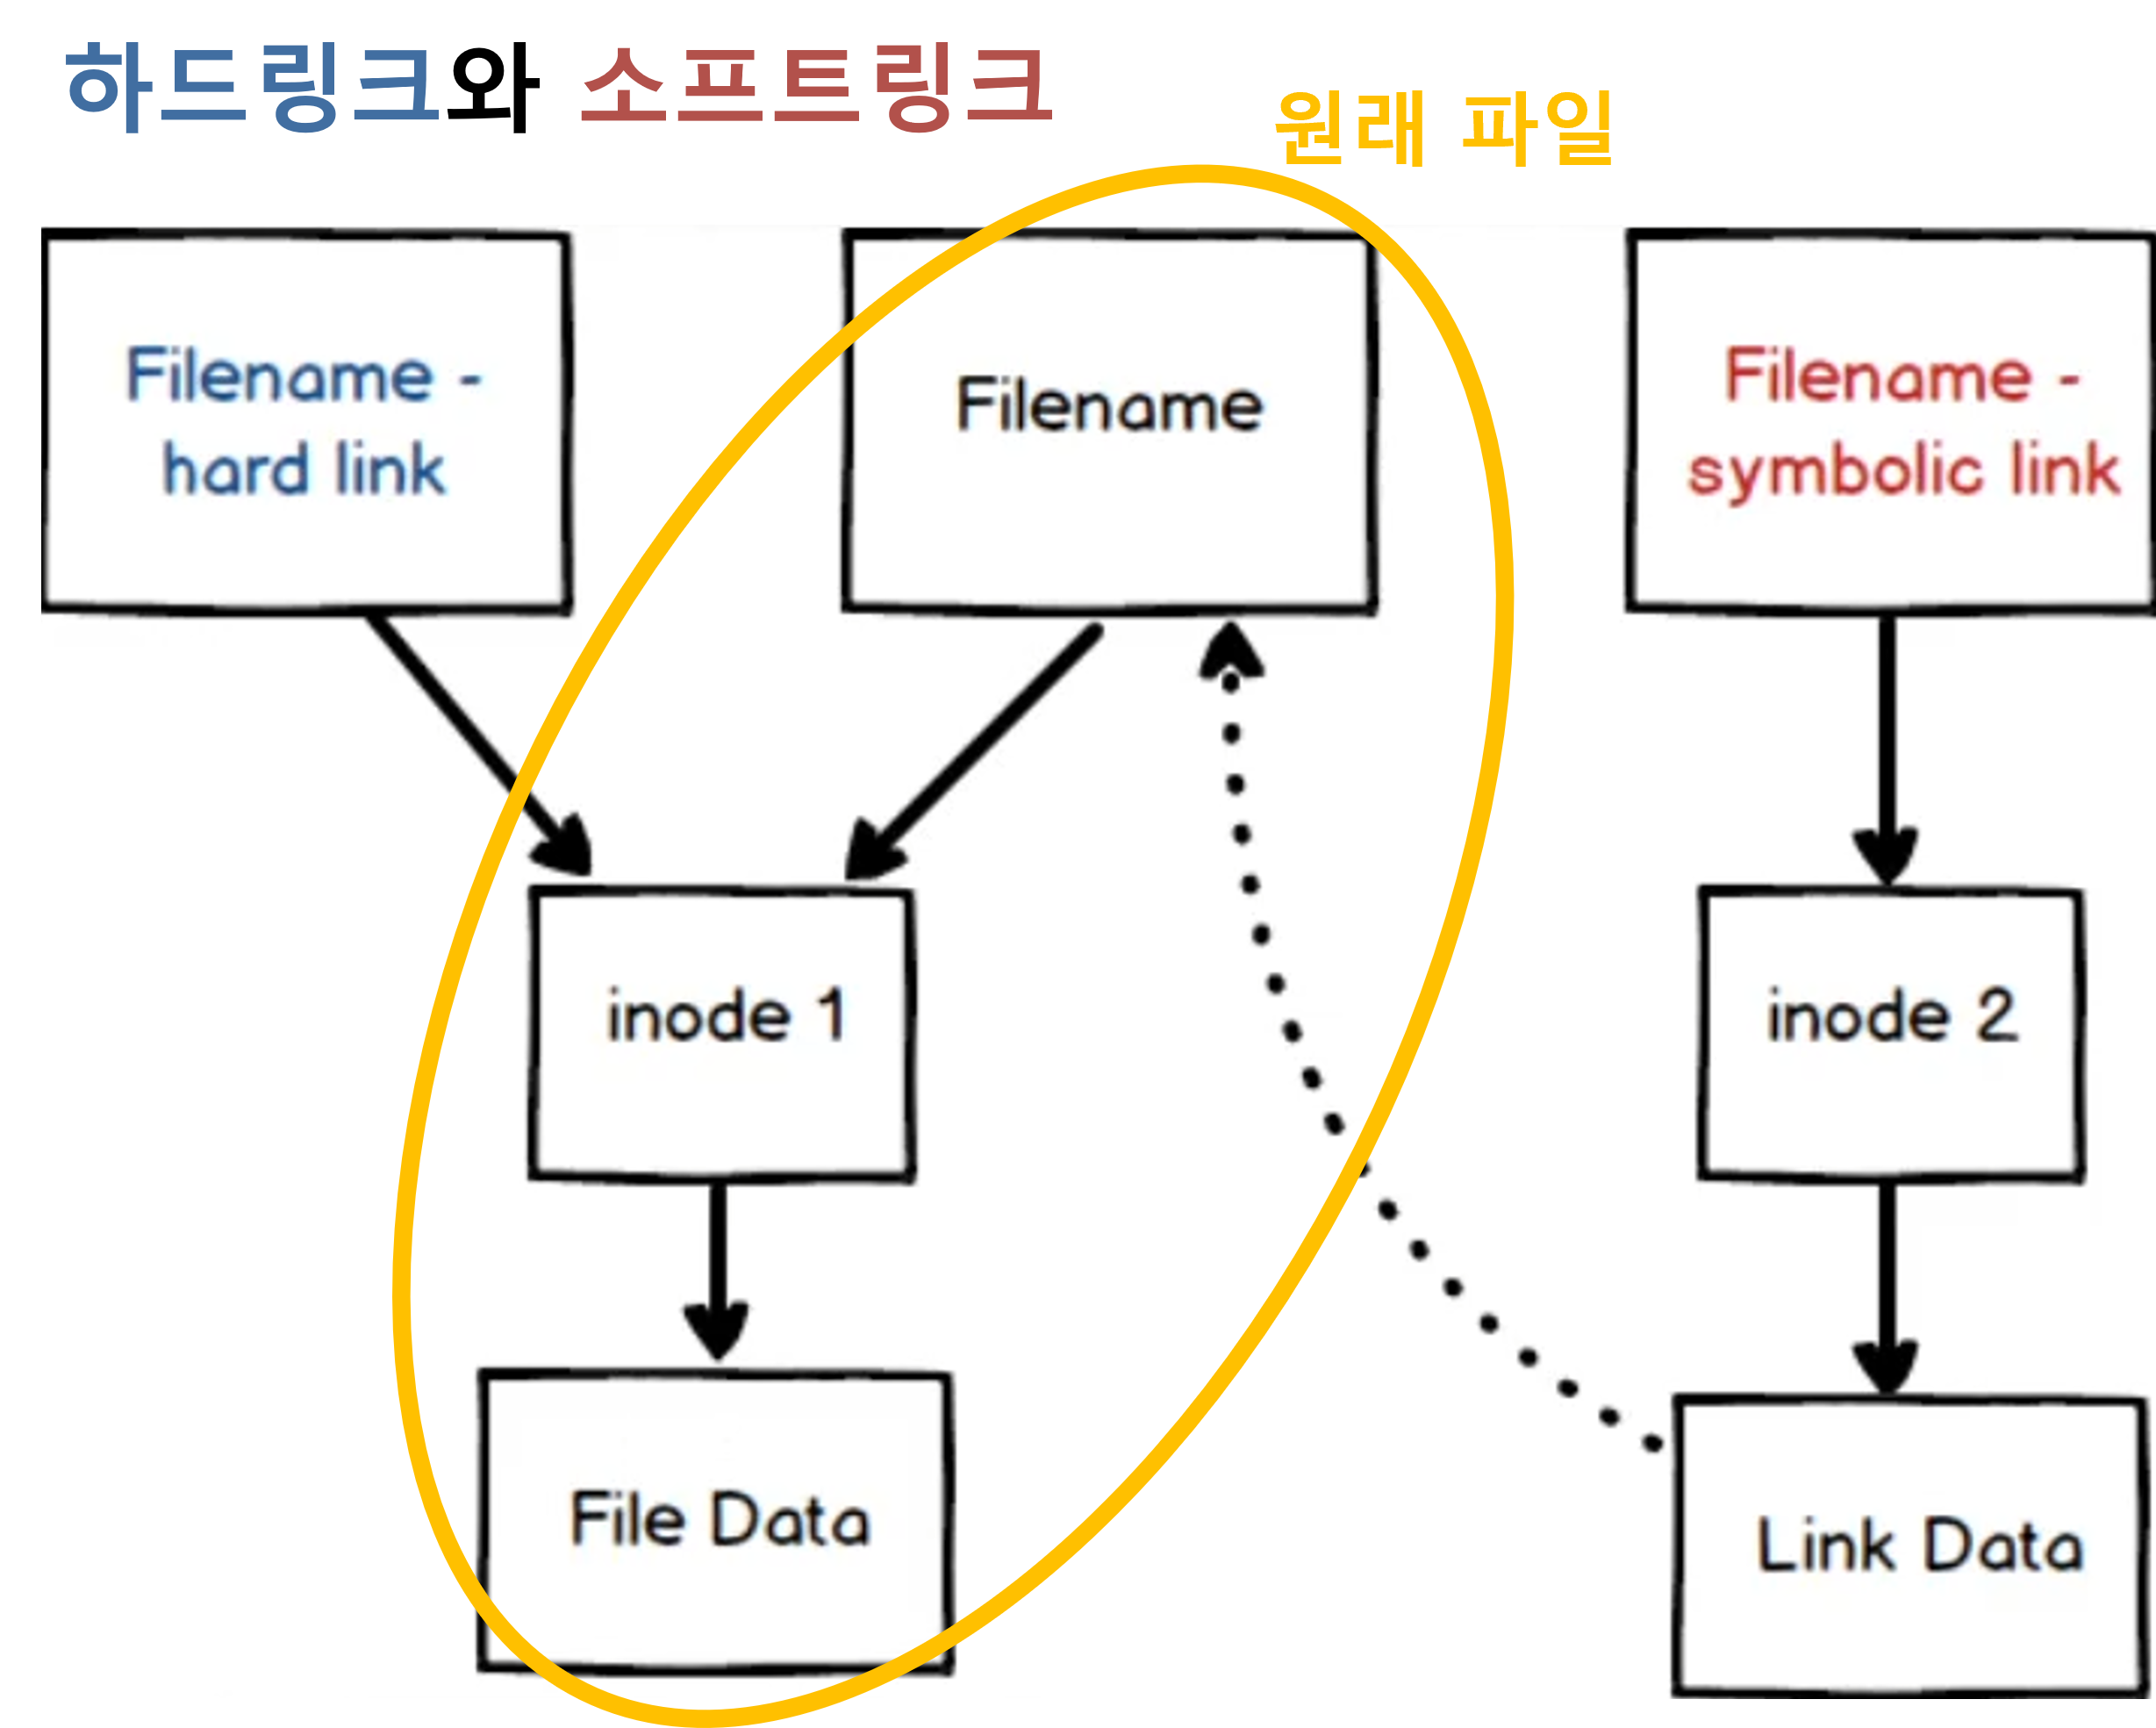 하드링크와 소프트링크
원래 파일
Filename -
hard link
Filename
Filename -
symbolic link
inode 1
inode 2
File Data
Link Data